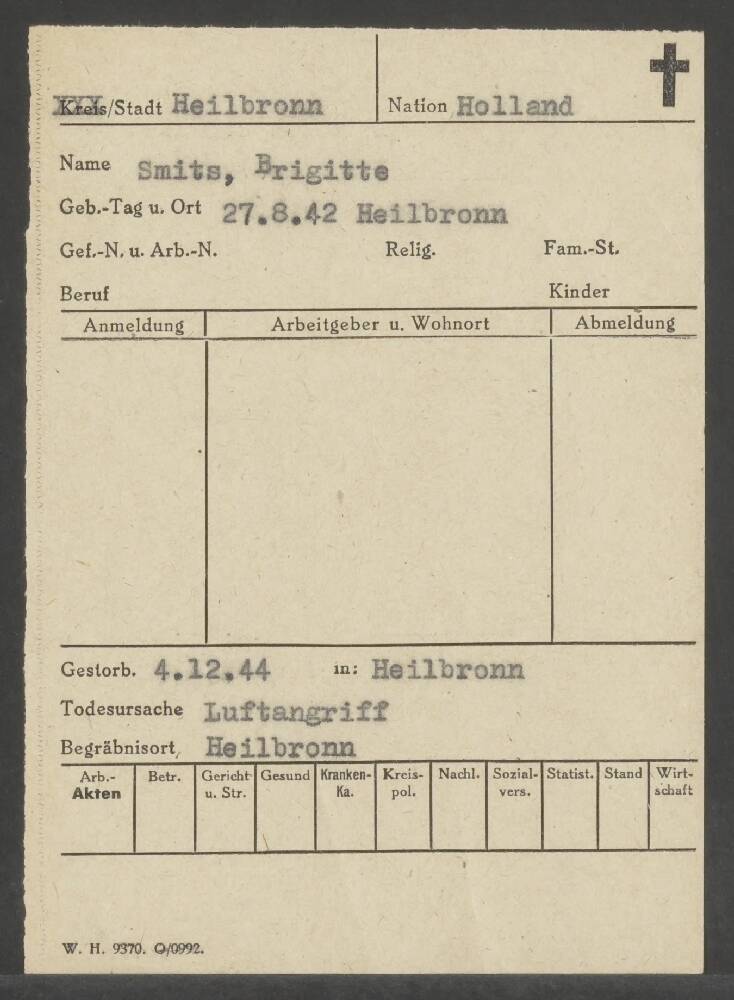 Kreis/Stadt Heilbronn Nation Holland
Name Smits, Brigitte
Geb.-Tag u. Ort 27.8.42 Heilbronn
Gef.-N. u. Arb.-N. Relig. Fam.-St.
Beruf Kinder
Anmeldung Arbeitgeber u. Wohnort Abmeldung
Gestorb. 4.12.44 in: Heilbronn
Todesursache Luftangriff
Begräbnisort, Heilbronn
Arb.- Betr. Gericht Gesund Kranken- Kreis- Nachl. Sozial- Statist. Stand Wirt-
Akten u. Str. Ka. pol. vers. schaft
W. H. 9370. O/0992.